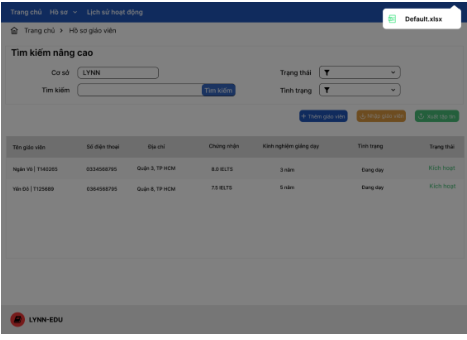 Trang chủ Hồ sơ Lịch sử hoạt động
Default.xlsx
Trang chủ > Hồ sơ giáo viên
Tìm kiếm nâng cao
Cơ sở LYNN Trạng thái
Tìm kiếm Tìm kiếm Tình trạng
+ Thêm giáo viên Nhập giáo viên Xuất tập tin
Tên giáo viên Số điện thoại Địa chỉ Chứng nhận Kinh nghiệm giảng dạy Tình trạng Trạng thái
Ngân Võ | T140285 0334598795 Quận 3, TP HCM 8.0 IELTS 3 năm Đang dạy Kích hoạt
Yến Đỗ | T125689 0364598795 Quận 8, TP HCM 7.5 IELTS 5 năm Đang dạy Kích hoạt
LYNN-EDU